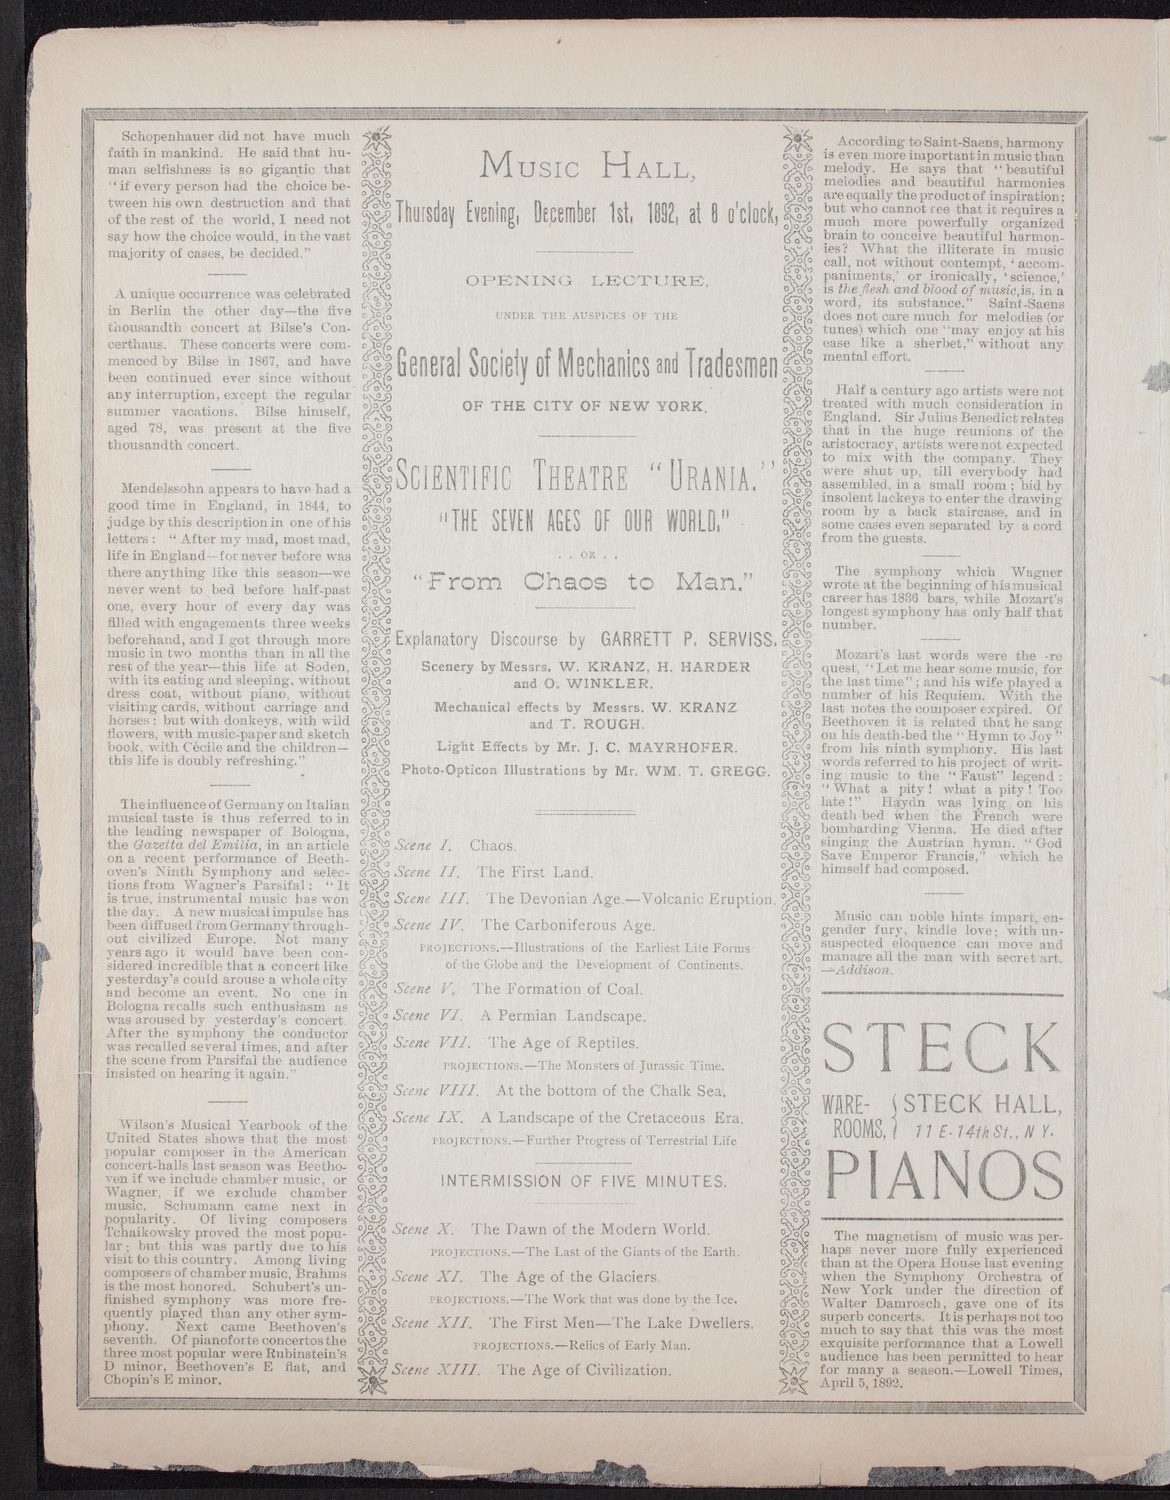 Schopenhauer did not have much
faith in mankind. He said that hu-
man selfishness is so gigantic that
"if every person had the choice be-
tween his own destruction and that
of the rest of the world, I need not
say how the choice would, in the vast
majority of cases, be decided."
A unique occurrence was celebrated
in Berlin the other day—the five
thousandth concert at Bilse's Con-
certhaus. These concerts were com-
menced by Bilse in 1867, and have
been continued ever since without
any interruption, except the regular
summer vacations. Bilse himself,
aged 78, was present at the five
thousandth concert.
Mendelssohn appears to have had a
good time in England, in 1844, to
judge by this description in one of his
letters: "After my mad, most mad,
life in England—for never before was
there anything like this season—we
never went to bed before half-past
one, every hour of every day was
filled with engagements three weeks
beforehand, and I got through more
music in two months than in all the
rest of the year—this life at Soden,
with its eating and sleeping, without
dress coat, without piano, without
visiting cards, without carriage and
horses; but with donkeys, with wild
flowers, with music-paper and sketch
book, with Cécile and the children—
this life is doubly refreshing."
The influence of Germany on Italian
musical taste is thus referred to in
the leading newspaper of Bologna,
the Gazetta del Emilia, in an article
on a recent performance of Beeth-
oven's Ninth Symphony and selec-
tions from Wagner's Parsifal: "It
is true, instrumental music has won
the day. A new musical impulse has
been diffused from Germany through-
out civilized Europe. Not many
years ago it would have been con-
sidered incredible that a concert like
yesterday's could arouse a whole city
and become an event. No one in
Bologna recalls such enthusiasm as
was aroused by yesterday's concert.
After the symphony the conductor
was recalled several times, and after
the scene from Parsifal the audience
insisted on hearing it again."
Wilson's Musical Yearbook of the
United States shows that the most
popular composer in the American
concert-halls last season was Beetho-
ven if we include chamber music, or
Wagner, if we exclude chamber
music. Schumann came next in
popularity. Of living composers
Tchaikowsky proved the most popu-
lar; but this was partly due to his
visit to this country. Among living
composers of chamber music, Brahms
is the most honored. Schubert's un-
finished symphony was more fre-
quently played than any other sym-
phony. Next came Beethoven's
seventh. Of pianoforte concertos the
three most popular were Rubinstein's
D minor, Beethoven's E flat, and
Chopin's E minor.
MUSIC HALL,
Thursday Evening, December 1st, 1892, at 8 o'clock,
OPENING LECTURE,
UNDER THE AUSPICES OF THE
General Society of Mechanics and Tradesmen
OF THE CITY OF NEW YORK,
SCIENTIFIC THEATRE "URANIA,"
"THE SEVEN AGES OF OUR WORLD,"
. . OR . .
"From Chaos to Man,"
Explanatory Discourse by GARRETT P. SERVISS.
Scenery by Messrs. W. KRANZ, H. HARDER
and O. WINKLER.
Mechanical effects by Messrs. W. KRANZ
and T. ROUGH.
Light Effects by Mr. J. C. MAYRHOFER.
Photo-Opticon Illustrations by Mr. WM. T. GREGG.
Scene I. Chaos.
Scene II. The First Land.
Scene III. The Devonian Age.—Volcanic Eruption.
Scene IV. The Carboniferous Age.
PROJECTIONS.—Illustrations of the Earliest Life Forms
of the Globe and the Development of Continents.
Scene V. The Formation of Coal.
Scene VI. A Permian Landscape.
Scene VII. The Age of Reptiles.
PROJECTIONS.—The Monsters of Jurassic Time.
Scene VIII. At the bottom of the Chalk Sea.
Scene IX. A Landscape of the Cretaceous Era.
PROJECTIONS.—Further Progress of Terrestrial Life
INTERMISSION OF FIVE MINUTES.
Scene X. The Dawn of the Modern World.
PROJECTIONS.—The Last of the Giants of the Earth.
Scene XI. The Age of the Glaciers.
PROJECTIONS.—The Work that was done by the Ice.
Scene XII. The First Men—The Lake Dwellers.
PROJECTIONS.—Relics of Early Man.
Scene XIII. The Age of Civilization.
According to Saint-Saens, harmony
is even more important in music than
melody. He says that "beautiful
melodies and beautiful harmonies
are equally the product of inspiration;
but who cannot see that it requires a
much more powerfully organized
brain to conceive beautiful harmon-
ies? What the illiterate in music
call, not without contempt, 'accom-
paniments,' or ironically, 'science,'
is the flesh and blood of music, is, in a
word, its substance." Saint-Saens
does not care much for melodies (or
tunes) which one "may enjoy at his
ease like a sherbet," without any
mental effort.
Half a century ago artists were not
treated with much consideration in
England. Sir Julius Benedict relates
that in the huge reunions of the
aristocracy, artists were not expected
to mix with the company. They
were shut up, till everybody had
assembled, in a small room; bid by
insolent lackeys to enter the drawing
room by a back staircase, and in
some cases even separated by a cord
from the guests.
The symphony which Wagner
wrote at the beginning of his musical
career has 1836 bars, while Mozart's
longest symphony has only half that
number.
Mozart's last words were the -re
quest, "Let me hear some music, for
the last time"; and his wife played a
number of his Requiem. With the
last notes the composer expired. Of
Beethoven it is related that he sang
on his death-bed the "Hymn to Joy"
from his ninth symphony. His last
words referred to his project of writ-
ing music to the "Faust" legend:
"What a pity! what a pity! Too
late!" Haydn was lying on his
death-bed when the French were
bombarding Vienna. He died after
singing the Austrian hymn, "God
Save Emperor Francis," which he
himself had composed.
Music can noble hints impart, en-
gender fury, kindle love; with un-
suspected eloquence can move and
manage all the man with secret art.
—Addison.
STECK
WARE-
ROOMS,
STECK HALL,
11 E. 14th St., N Y.
PIANOS
The magnetism of music was per-
haps never more fully experienced
than at the Opera House last evening
when the Symphony Orchestra of
New York under the direction of
Walter Damrosch, gave one of its
superb concerts. It is perhaps not too
much to say that this was the most
exquisite performance that a Lowell
audience has been permitted to hear
for many a season.—Lowell Times,
April 5, 1892.